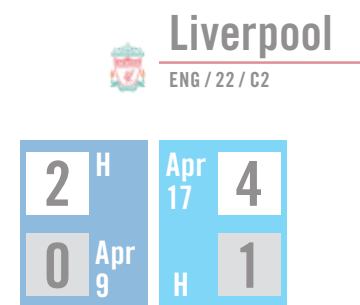 Liverpool
ENG / 22 / C2
2 H
0 Apr 9
Apr 17 4
H 1